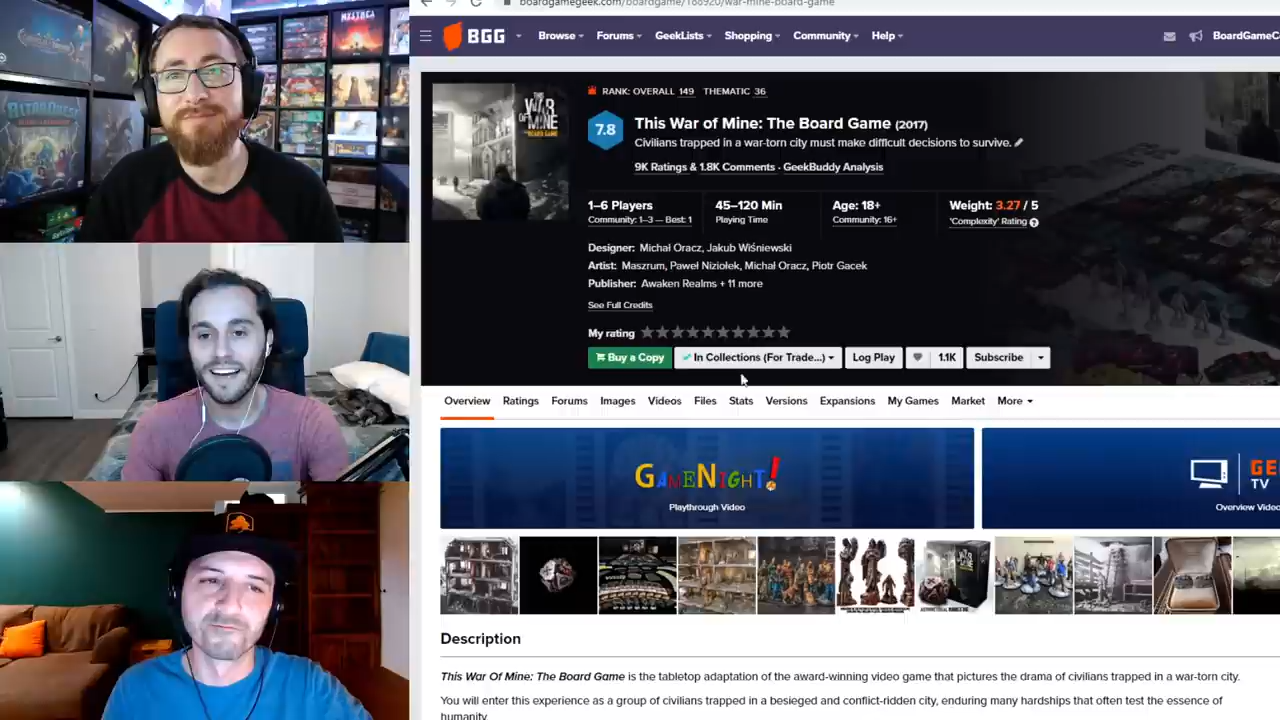 boardgamegeek.com/boardgame/188920/war-mine-board-game
BGG Browse Forums GeekLists Shopping Community Help BoardGameCo
RANK: OVERALL 149 THEMATIC 36
7.8 This War of Mine: The Board Game (2017)
Civilians trapped in a war-torn city must make difficult decisions to survive.
9K Ratings & 1.8K Comments · GeekBuddy Analysis
1–6 Players 45–120 Min Age: 18+ Weight: 3.27 / 5
Community: 1–3 — Best: 1 Playing Time Community: 16+ 'Complexity' Rating
Designer: Michał Oracz, Jakub Wiśniewski
Artist: Maszrum, Paweł Niziołek, Michał Oracz, Piotr Gacek
Publisher: Awaken Realms + 11 more
See Full Credits
My rating
Buy a Copy In Collections (For Trade...) Log Play 1.1K Subscribe
Overview Ratings Forums Images Videos Files Stats Versions Expansions My Games Market More
GAMENIGHT!
Playthrough Video
GE
TV
Overview Video
Description
This War Of Mine: The Board Game is the tabletop adaptation of the award-winning video game that pictures the drama of civilians trapped in a war-torn city.
You will enter this experience as a group of civilians trapped in a besieged and conflict-ridden city, enduring many hardships that often test the essence of
humanity.
THIS WAR OF MINE